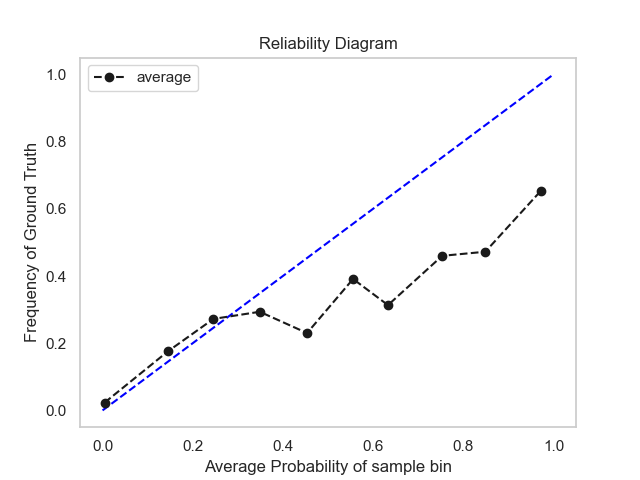 Reliability Diagram
average
1.0
0.8
0.6
0.4
0.2
0.0
Frequency of Ground Truth
0.0 0.2 0.4 0.6 0.8 1.0
Average Probability of sample bin